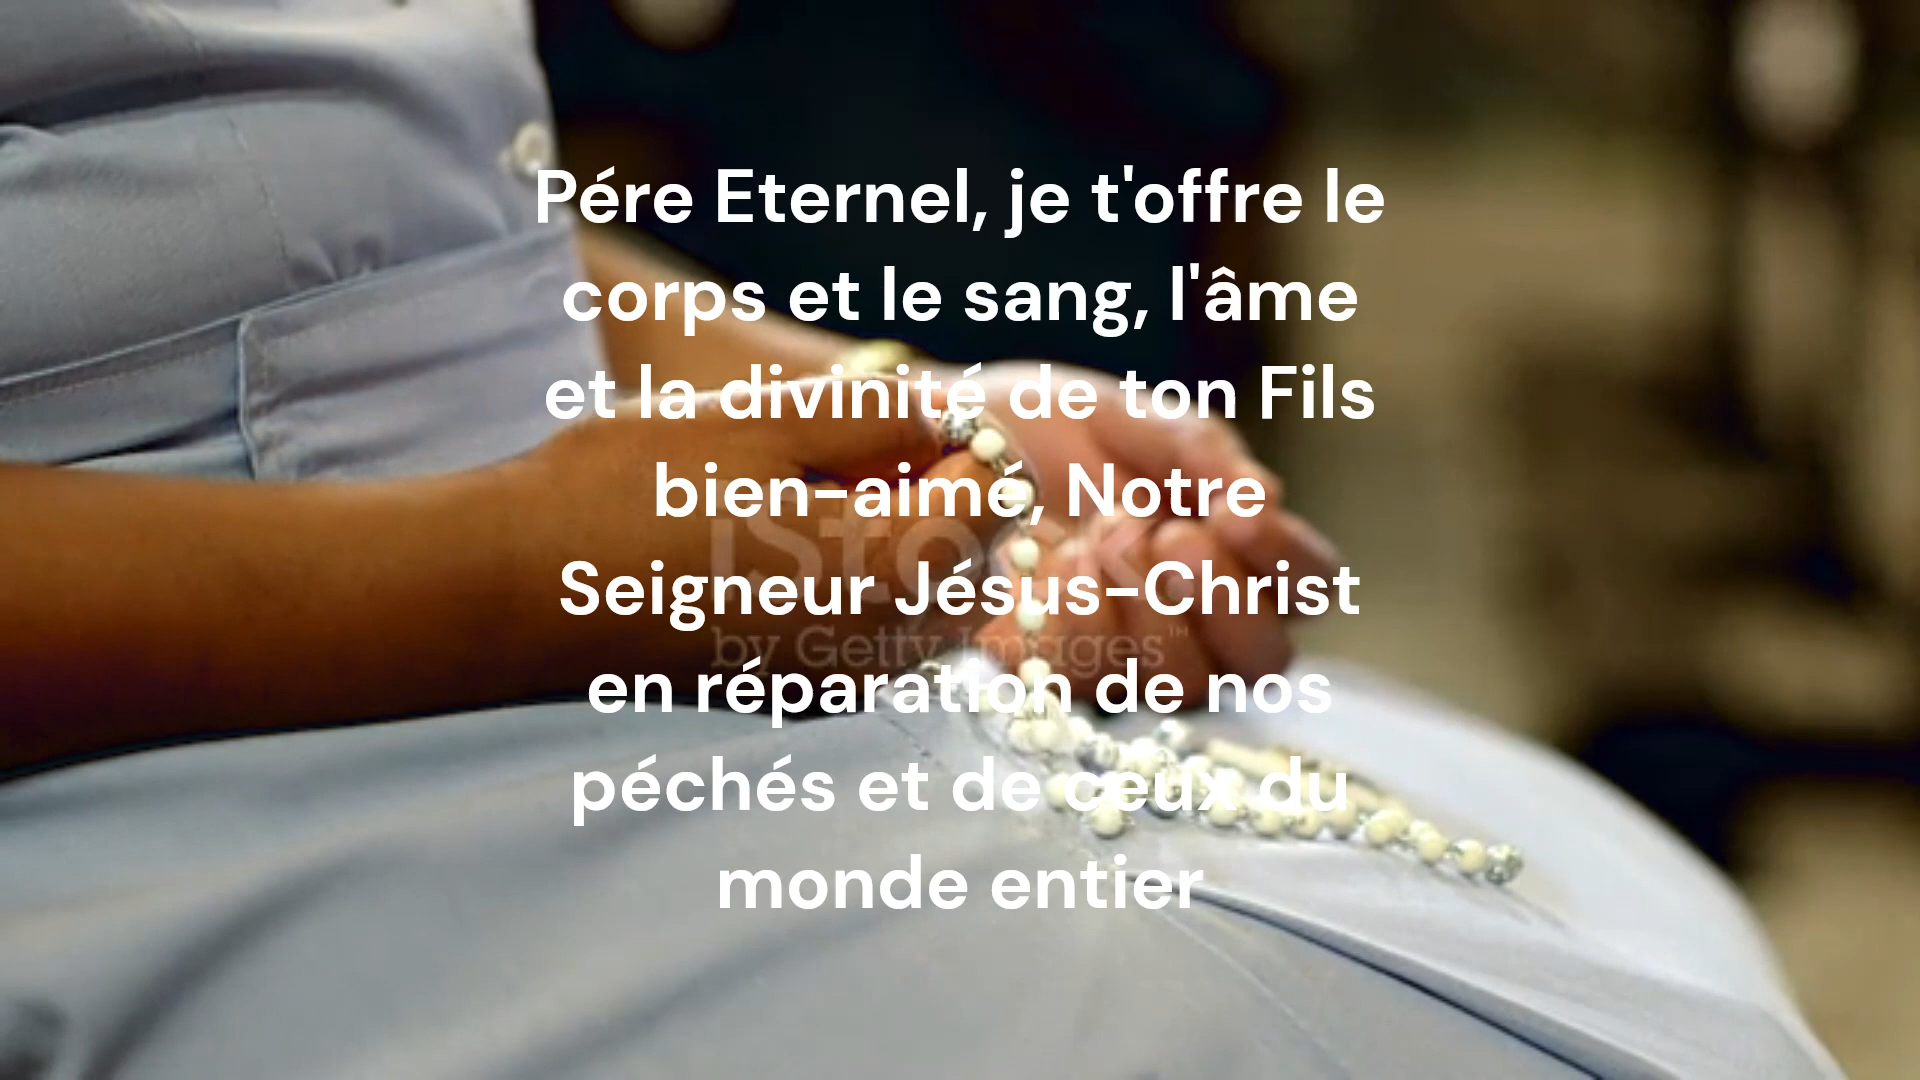 Pére Eternel, je t'offre le
corps et le sang, l'âme
et la divinité de ton Fils
bien-aimé, Notre
Seigneur Jésus-Christ
en réparation de nos
péchés et de ceux du
monde entier
iStock
by Getty Images™